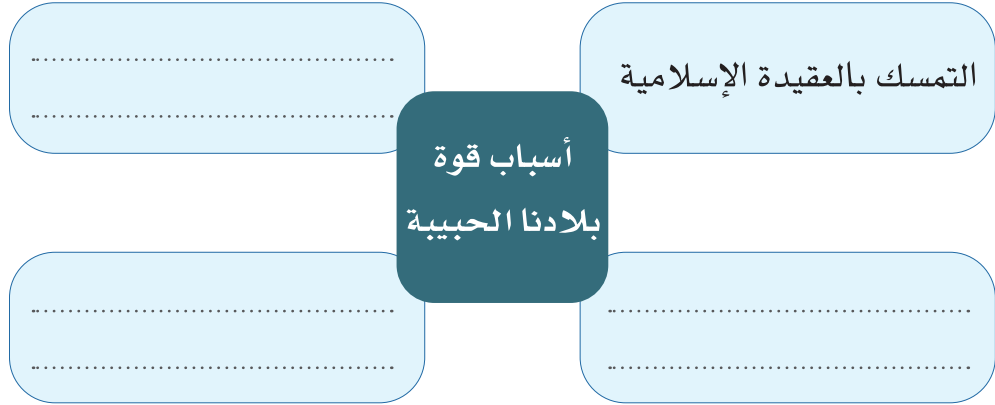 التمسك بالعقيدة الإسلامية
أسباب قوة
بلادنا الحبيبة